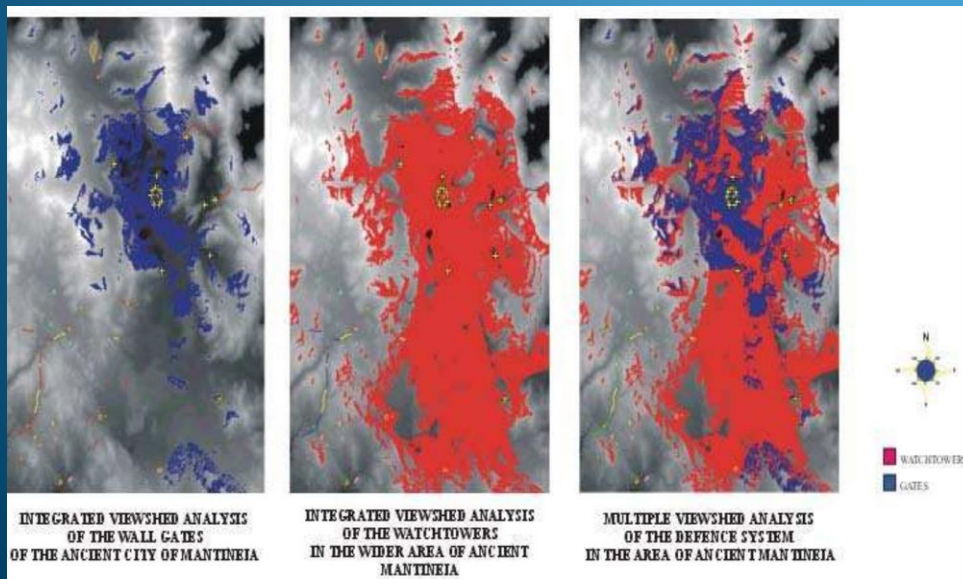 INTEGRATED VIEWSHED ANALYSIS
OF THE WALL GATES
OF THE ANCIENT CITY OF MANTINEIA
INTEGRATED VIEWSHED ANALYSIS
OF THE WATCHTOWERS
IN THE WIDER AREA OF ANCIENT
MANTINEIA
MULTIPLE VIEWSHED ANALYSIS
OF THE DEFENCE SYSTEM
IN THE AREA OF ANCIENT MANTINEIA
N
WATCHTOWERS
GATES